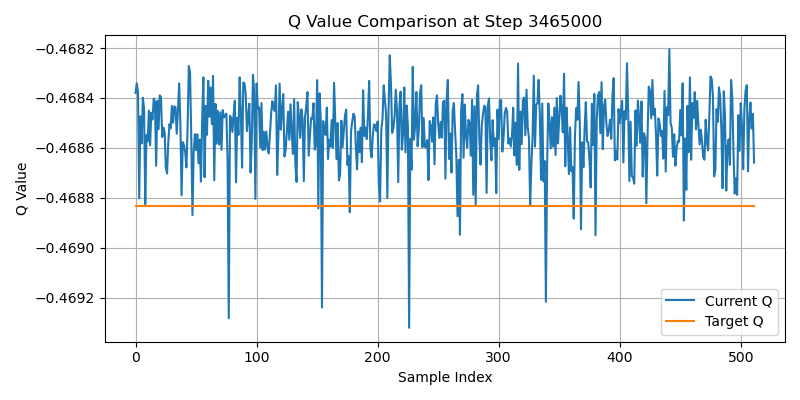 Q Value Comparison at Step 3465000
−0.4682
−0.4684
−0.4686
−0.4688
−0.4690
−0.4692
Q Value
Current Q
Target Q
0 100 200 300 400 500
Sample Index